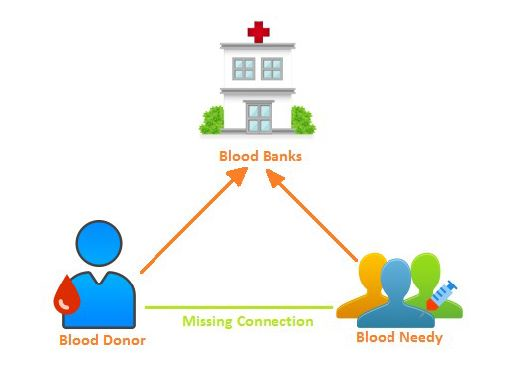 Blood Banks
Missing Connection
Blood Donor
Blood Needy